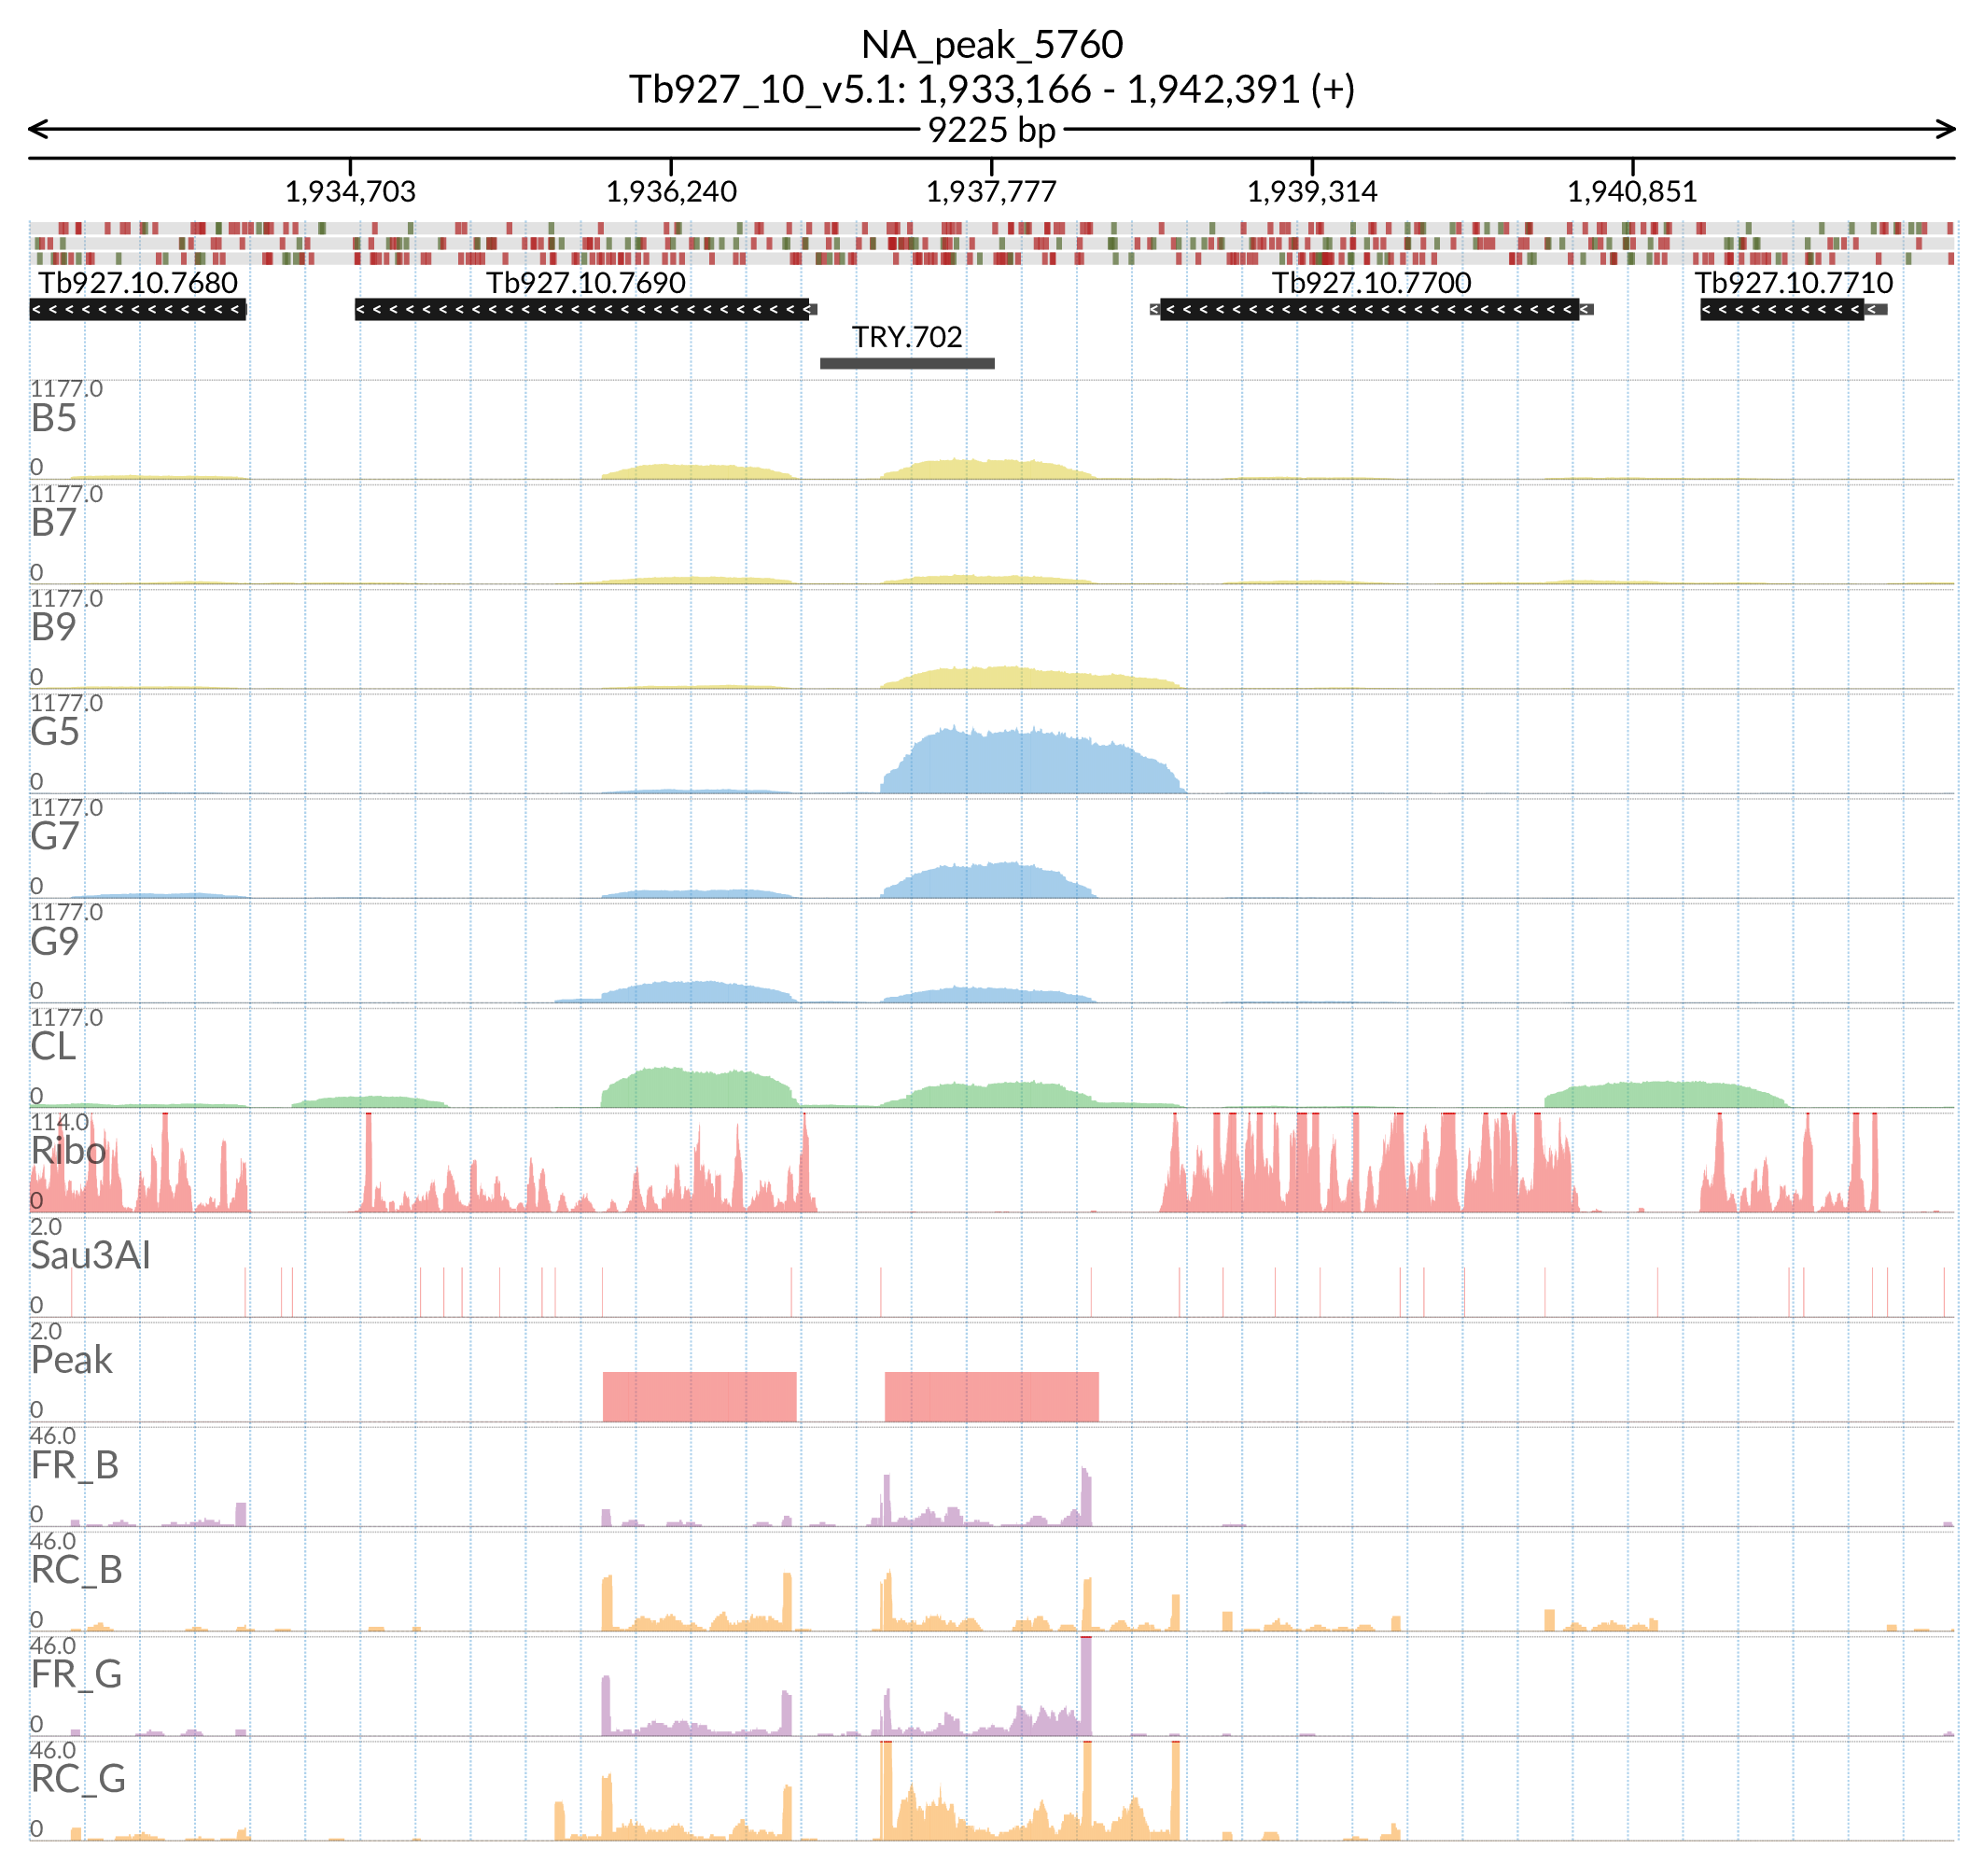 NA_peak_5760
Tb927_10_v5.1: 1,933,166 - 1,942,391 (+)
9225 bp
1,934,703 1,936,240 1,937,777 1,939,314 1,940,851
Tb927.10.7680 Tb927.10.7690 Tb927.10.7700 Tb927.10.7710
TRY.702
1177.0
B5
0
1177.0
B7
0
1177.0
B9
0
1177.0
G5
0
1177.0
G7
0
1177.0
G9
0
1177.0
CL
0
114.0
Ribo
0
2.0
Sau3AI
0
2.0
Peak
0
46.0
FR_B
0
46.0
RC_B
0
46.0
FR_G
0
46.0
RC_G
0